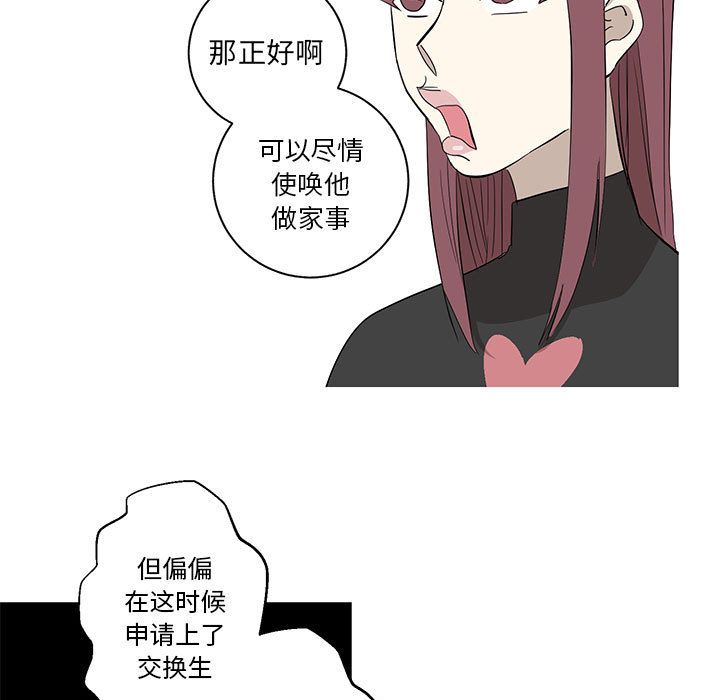 那正好啊
可以尽情
使唤他
做家事
但偏偏
在这时候
申请上了
交换生